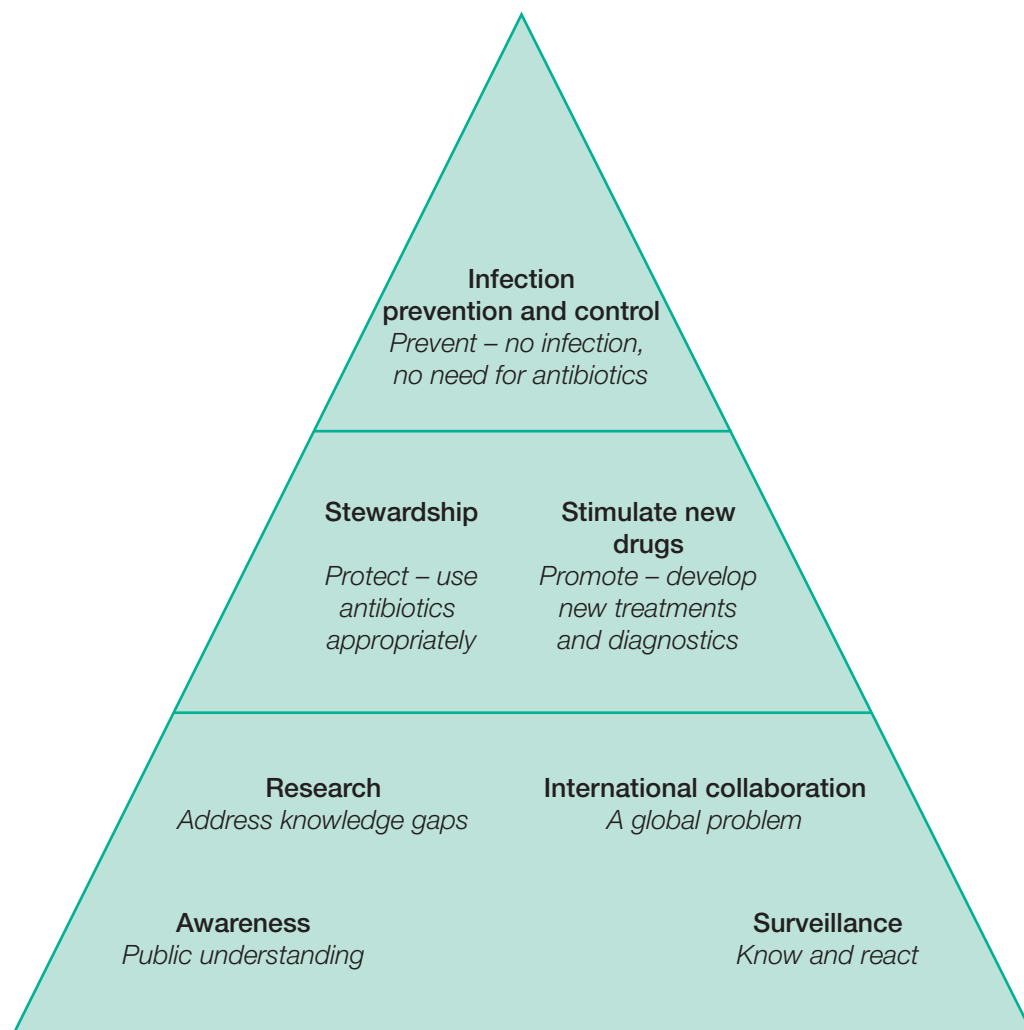 Infection
prevention and control
Prevent – no infection,
no need for antibiotics
Stewardship
Protect – use
antibiotics
appropriately
Stimulate new
drugs
Promote – develop
new treatments
and diagnostics
Research
Address knowledge gaps
International collaboration
A global problem
Awareness
Public understanding
Surveillance
Know and react